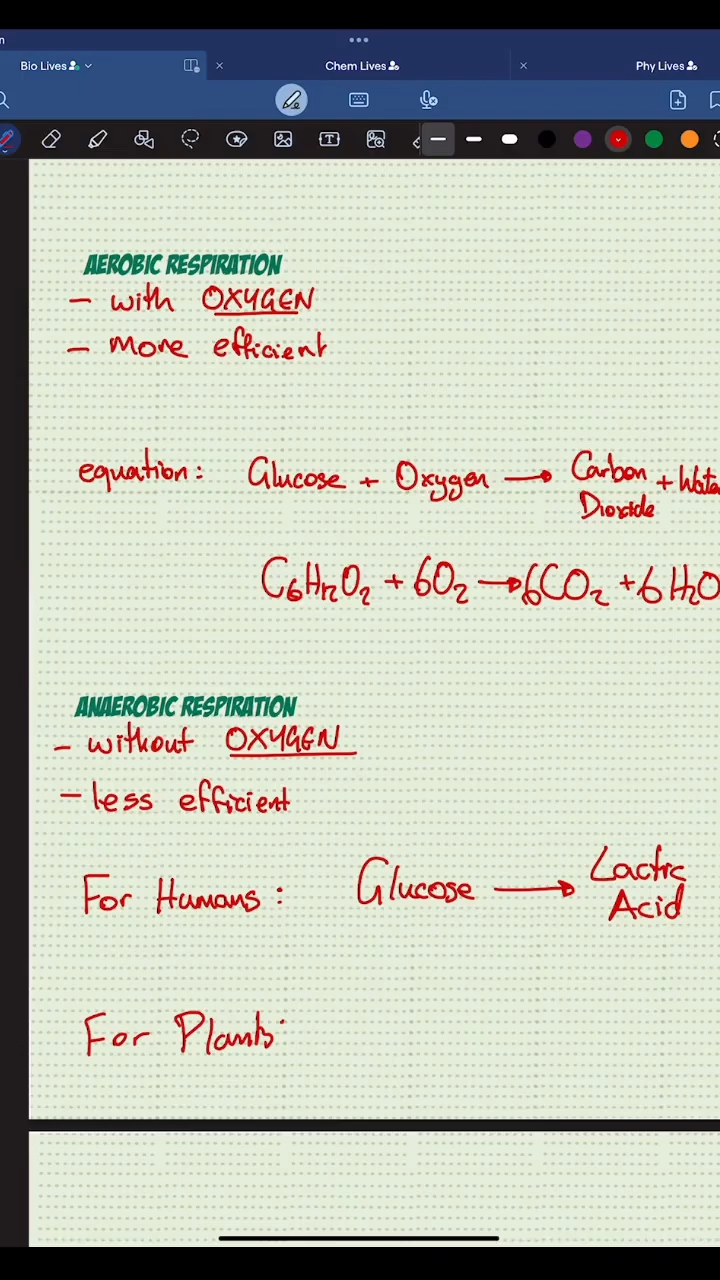 n
Bio Lives
Chem Lives
Phy Lives
AEROBIC RESPIRATION
- with OXYGEN
- more efficient
equation: Glucose + Oxygen → Carbon Dioxide + Wate
C₆H₁₂O₂ + 6O₂ → 6CO₂ + 6H₂O
ANAEROBIC RESPIRATION
- without OXYGEN
- less efficient
For Humans: Glucose → Lactic Acid
For Plants: